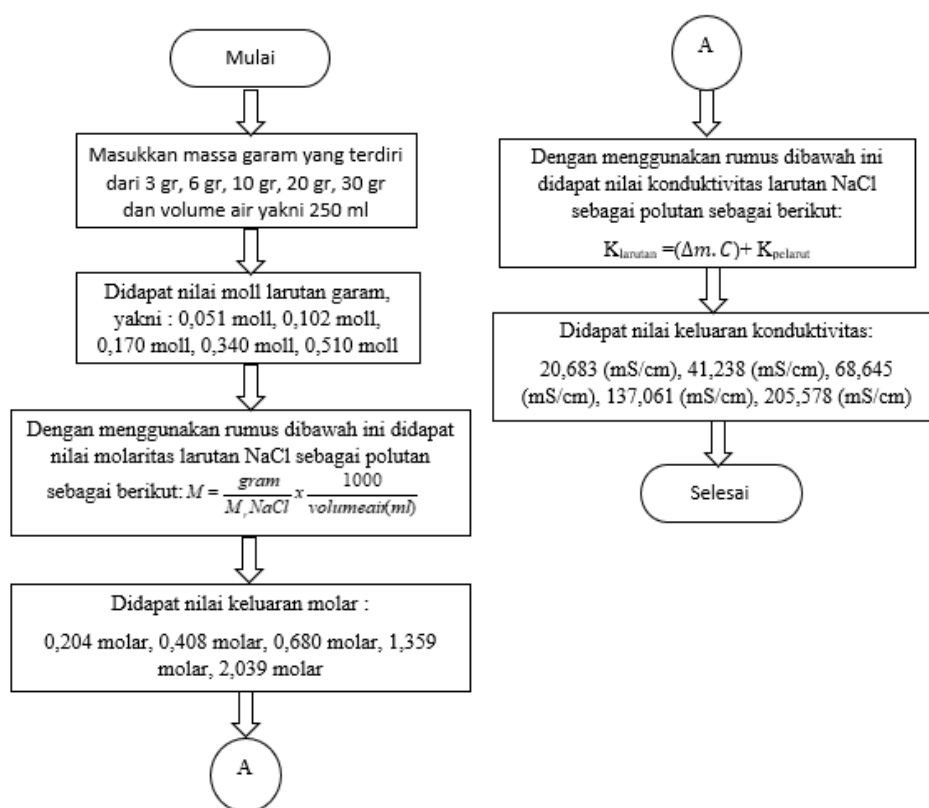 Mulai
Masukkan massa garam yang terdiri
dari 3 gr, 6 gr, 10 gr, 20 gr, 30 gr
dan volume air yakni 250 ml
Didapat nilai moll larutan garam,
yakni : 0,051 moll, 0,102 moll,
0,170 moll, 0,340 moll, 0,510 moll
Dengan menggunakan rumus dibawah ini didapat
nilai molaritas larutan NaCl sebagai polutan
sebagai berikut: M = gram / M_r NaCl x 1000 / volumeair(ml)
Didapat nilai keluaran molar :
0,204 molar, 0,408 molar, 0,680 molar, 1,359
molar, 2,039 molar
A
A
Dengan menggunakan rumus dibawah ini
didapat nilai konduktivitas larutan NaCl
sebagai polutan sebagai berikut:
K_larutan =(Δm. C)+ K_pelarut
Didapat nilai keluaran konduktivitas:
20,683 (mS/cm), 41,238 (mS/cm), 68,645
(mS/cm), 137,061 (mS/cm), 205,578 (mS/cm)
Selesai